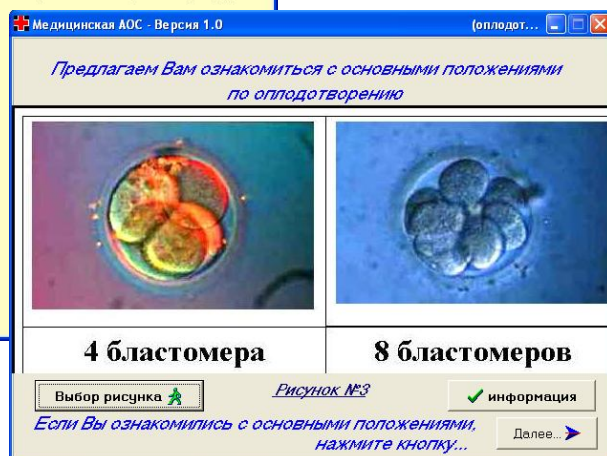 Медицинская АОС - Версия 1.0 (оплодот...
Предлагаем Вам ознакомиться с основными положениями
по оплодотворению
4 бластомера 8 бластомеров
Выбор рисунка Рисунок №3 информация
Если Вы ознакомились с основными положениями,
нажмите кнопку... Далее...